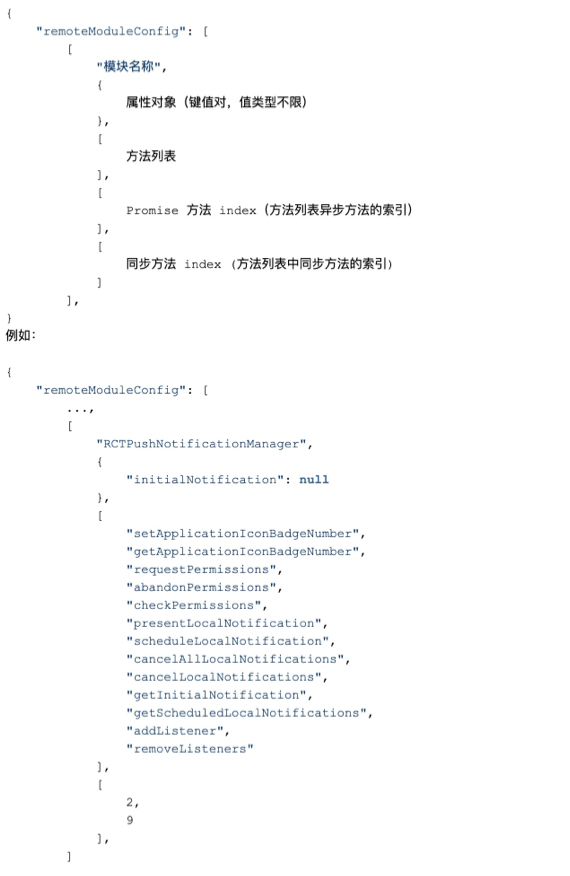 {
    "remoteModuleConfig": [
        [
            "模块名称",
            {
                属性对象（键值对，值类型不限）
            },
            [
                方法列表
            ],
            [
                Promise 方法 index（方法列表异步方法的索引）
            ],
            [
                同步方法 index （方法列表中同步方法的索引）
            ]
        ],
}
例如：
{
    "remoteModuleConfig": [
        ...,
        [
            "RCTPushNotificationManager",
            {
                "initialNotification": null
            },
            [
                "setApplicationIconBadgeNumber",
                "getApplicationIconBadgeNumber",
                "requestPermissions",
                "abandonPermissions",
                "checkPermissions",
                "presentLocalNotification",
                "scheduleLocalNotification",
                "cancelAllLocalNotifications",
                "cancelLocalNotifications",
                "getInitialNotification",
                "getScheduledLocalNotifications",
                "addListener",
                "removeListeners"
            ],
            [
                2,
                9
            ],
        ]